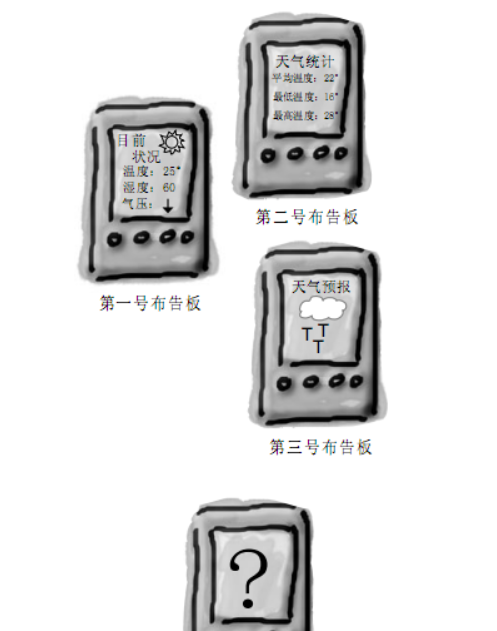 天气统计
平均温度：22°
最低温度：16°
最高温度：28°
第二号布告板
目前
状况
温度：25°
湿度：60
气压：↓
第一号布告板
天气预报
T T
T
第三号布告板
?